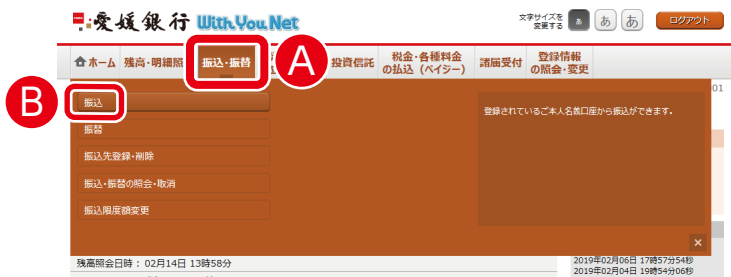 愛媛銀行 With You Net
文字サイズを
変更する
あ あ あ
ログアウト
ホーム 残高・明細照 振込・振替 A 投資信託 税金・各種料金
の払込（ペイジー） 諸届受付 登録情報
の照会・変更
B
振込
01
登録されているご本人名義口座から振込ができます。
振替
振込先登録・削除
振込・振替の照会・取消
振込限度額変更
×
残高照会日時：02月14日 13時58分
2019年02月06日 17時57分54秒
2019年02月04日 19時54分06秒